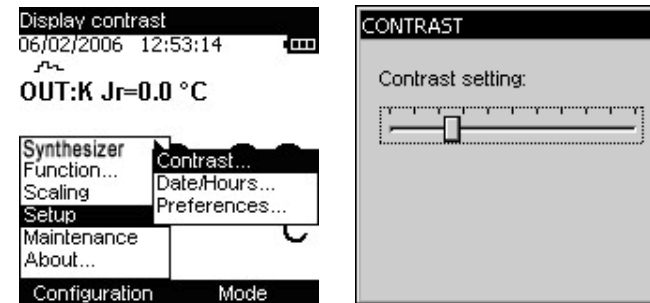 Display contrast
06/02/2006 12:53:14
OUT:K Jr=0.0 °C
Synthesizer
Function...
Scaling
Setup
Maintenance
About...
Contrast...
Date/Hours...
Preferences...
C
Configuration Mode
CONTRAST
Contrast setting: